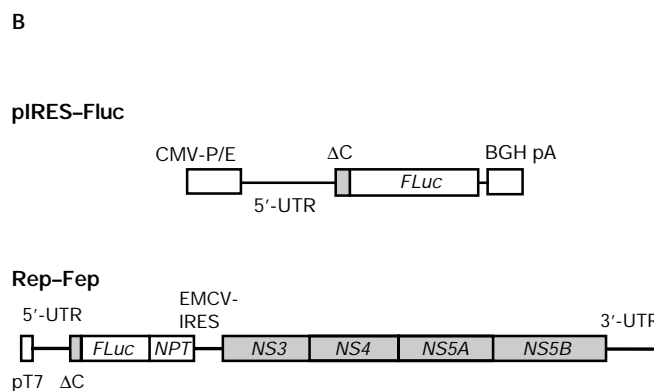 B
pIRES–Fluc
CMV-P/E
ΔC
BGH pA
FLuc
5′-UTR
Rep–Fep
EMCV-
IRES
5′-UTR
3′-UTR
FLuc
NPT
NS3
NS4
NS5A
NS5B
pT7
ΔC